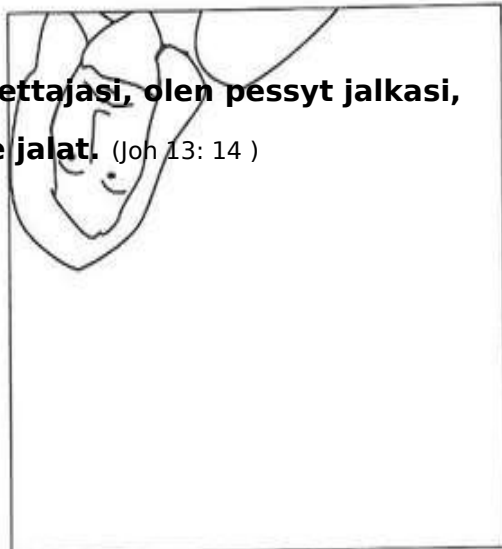 ettajasi, olen pessyt jalkasi,
jalat. (Joh 13: 14 )